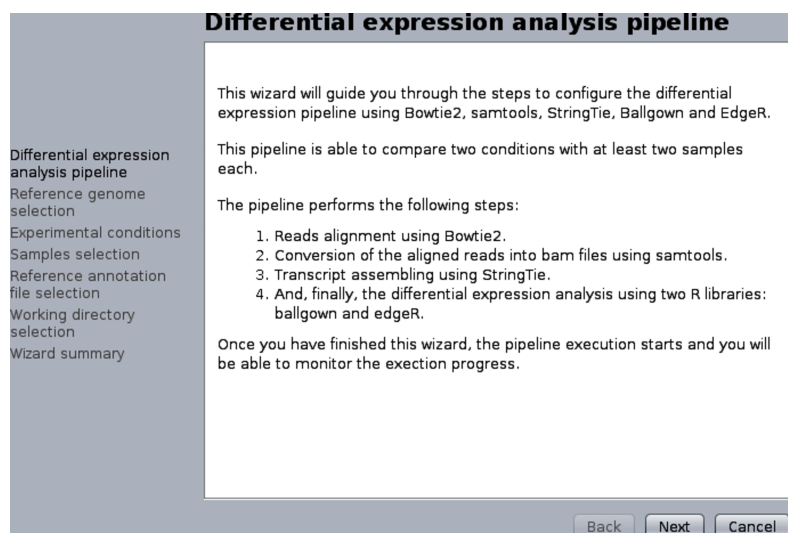 Differential expression analysis pipeline
Differential expression
analysis pipeline
Reference genome
selection
Experimental conditions
Samples selection
Reference annotation
file selection
Working directory
selection
Wizard summary
This wizard will guide you through the steps to configure the differential
expression pipeline using Bowtie2, samtools, StringTie, Ballgown and EdgeR.
This pipeline is able to compare two conditions with at least two samples
each.
The pipeline performs the following steps:
1. Reads alignment using Bowtie2.
2. Conversion of the aligned reads into bam files using samtools.
3. Transcript assembling using StringTie.
4. And, finally, the differential expression analysis using two R libraries:
ballgown and edgeR.
Once you have finished this wizard, the pipeline execution starts and you will
be able to monitor the exection progress.
Back Next Cancel